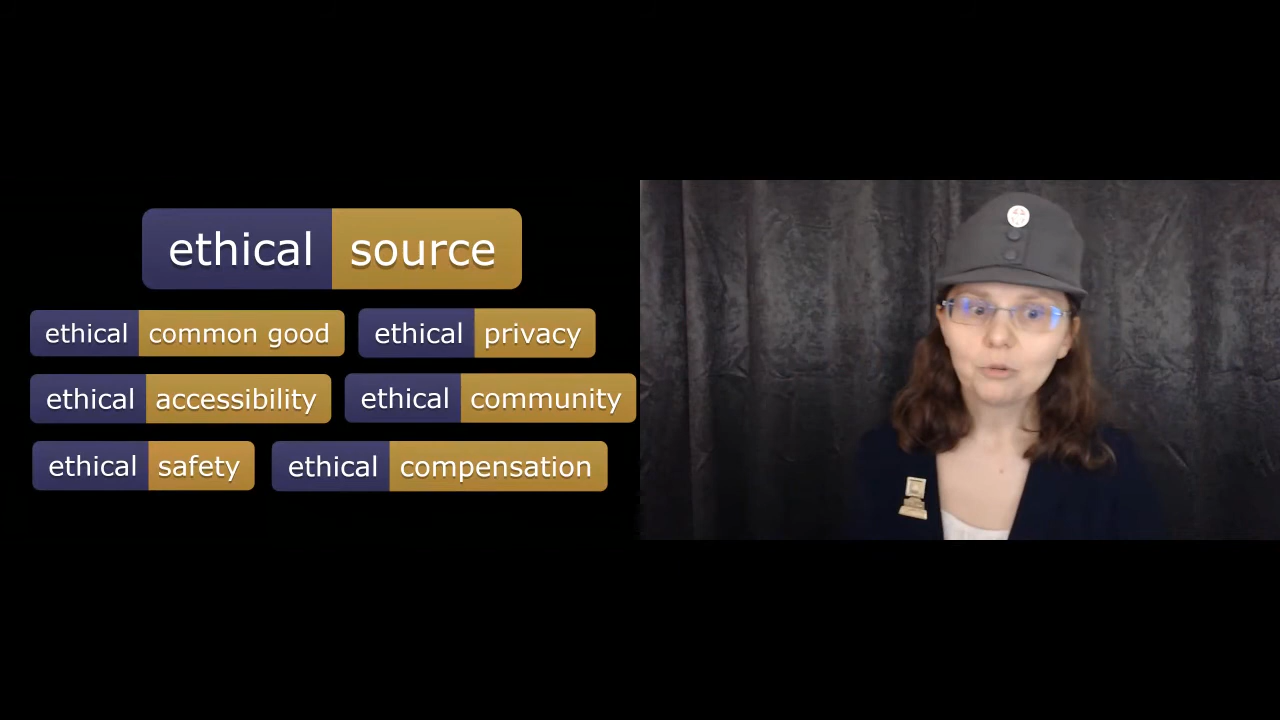 ethical source
ethical common good ethical privacy
ethical accessibility ethical community
ethical safety ethical compensation